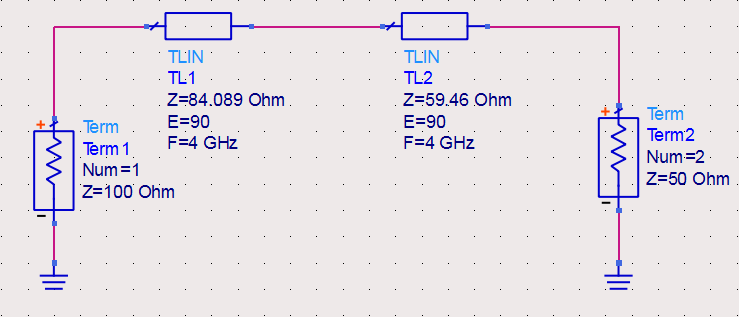 TLIN
TL1
Z=84.089 Ohm
E=90
F=4 GHz
TLIN
TL2
Z=59.46 Ohm
E=90
F=4 GHz
+
Term
Term1
Num=1
Z=100 Ohm
−
+
Term
Term2
Num=2
Z=50 Ohm
−